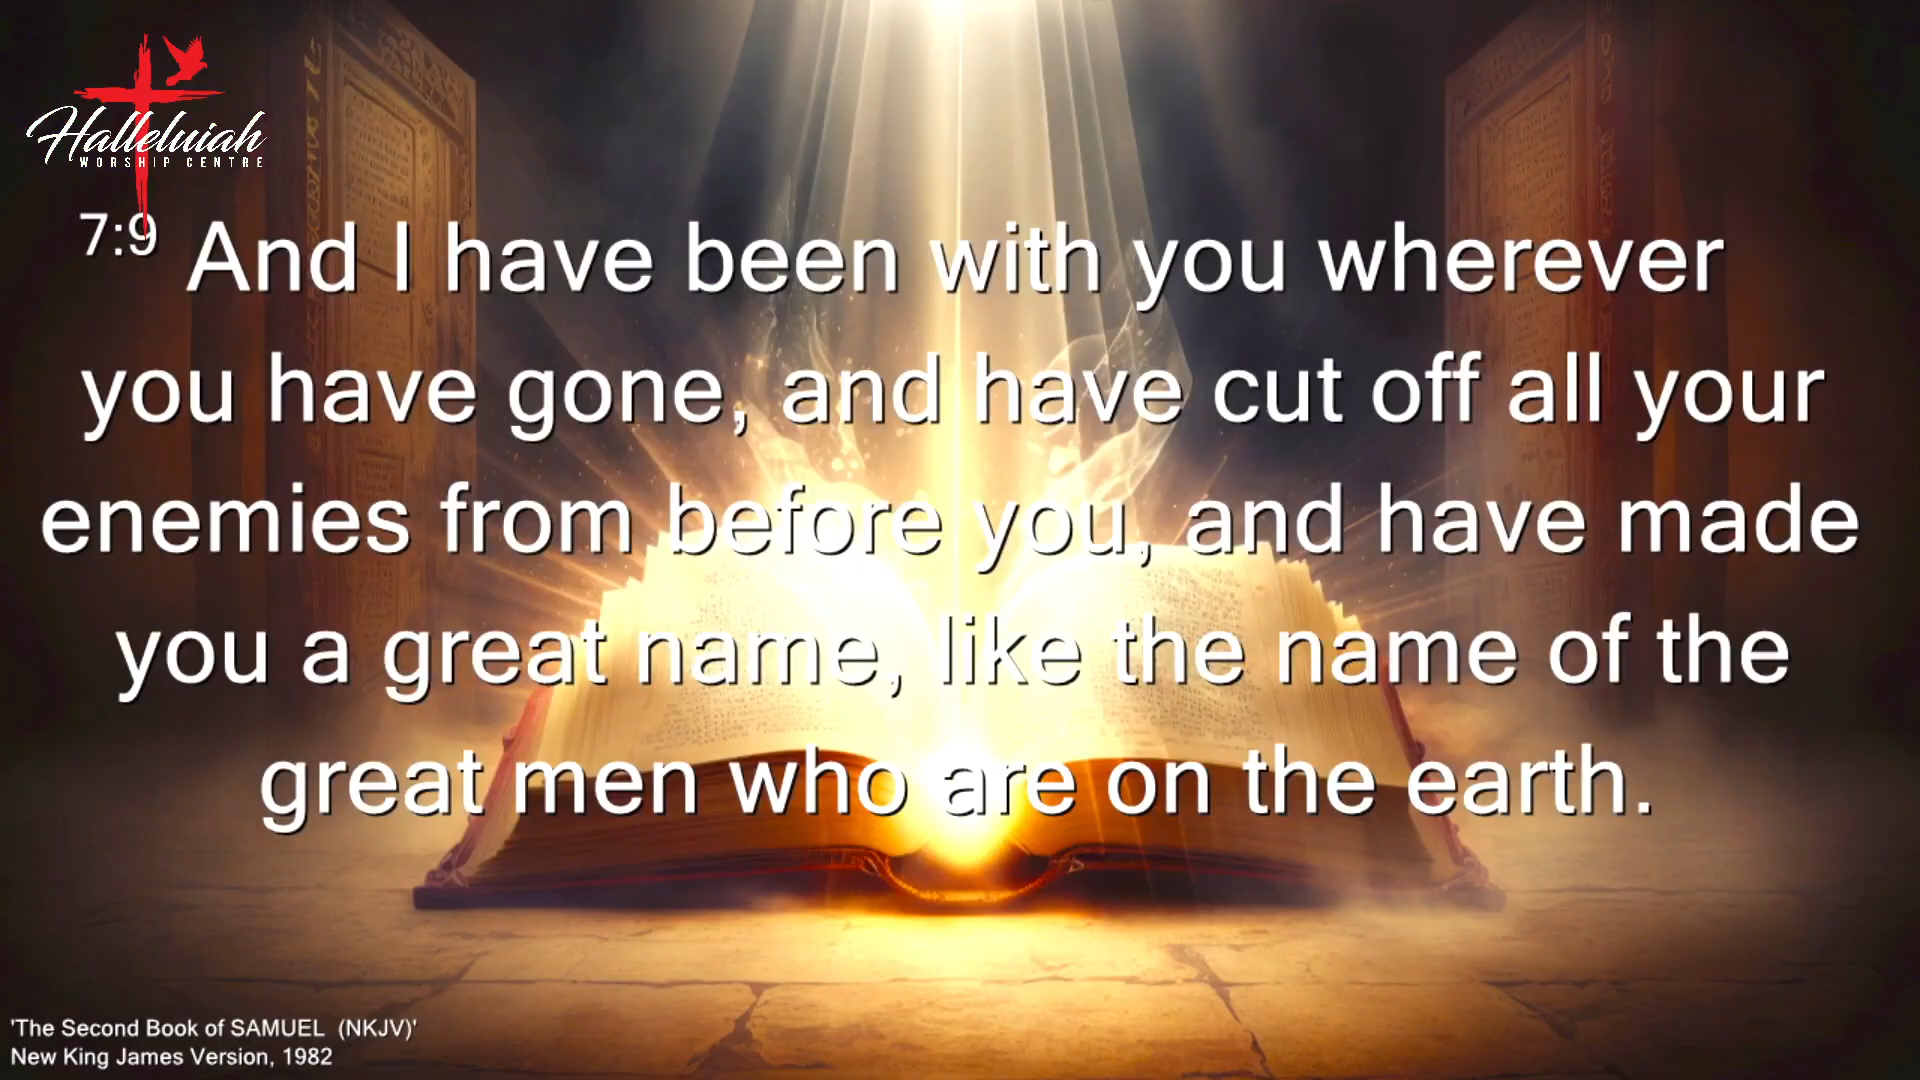 Halleluiah
WORSHIP CENTRE
7:9 And I have been with you wherever
you have gone, and have cut off all your
enemies from before you, and have made
you a great name, like the name of the
great men who are on the earth.
'The Second Book of SAMUEL (NKJV)'
New King James Version, 1982